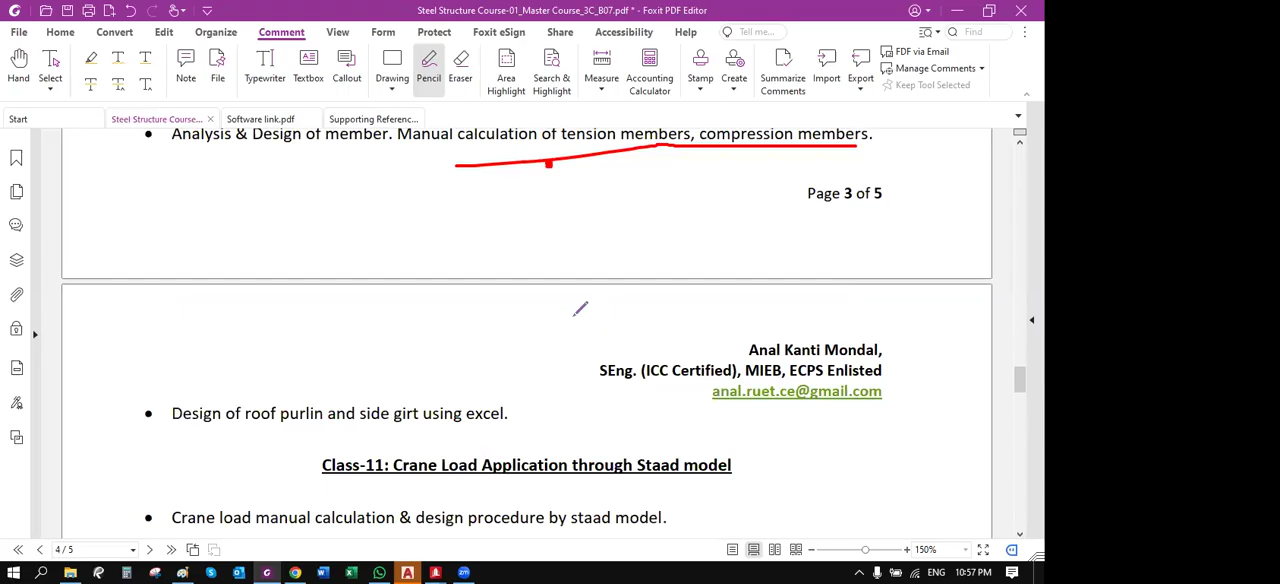 Steel Structure Course-01_Master Course_3C_B07.pdf * - Foxit PDF Editor
File Home Convert Edit Organize Comment View Form Protect Foxit eSign Share Accessibility Help Tell me... Find
Hand Select Note File Typewriter Textbox Callout Drawing Pencil Eraser Area Highlight Search & Highlight Measure Accounting Calculator Stamp Create Summarize Comments Import Export
FDF via Email
Manage Comments
Keep Tool Selected
Start Steel Structure Course... Software link.pdf Supporting Referenc...
• Analysis & Design of member. Manual calculation of tension members, compression members.
Page 3 of 5
Anal Kanti Mondal,
SEng. (ICC Certified), MIEB, ECPS Enlisted
anal.ruet.ce@gmail.com
• Design of roof purlin and side girt using excel.
Class-11: Crane Load Application through Staad model
• Crane load manual calculation & design procedure by staad model.
4 / 5 150%
ENG 10:57 PM